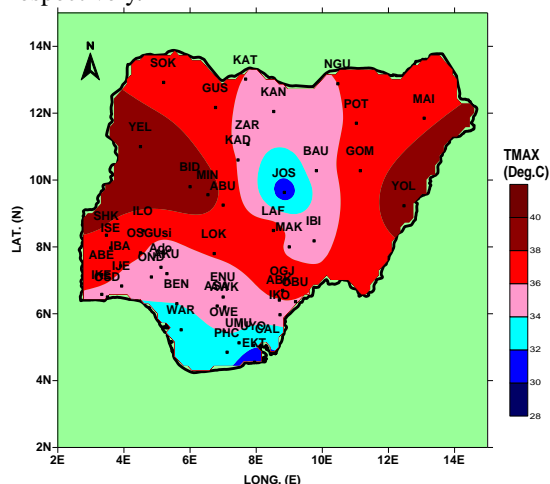 respectively.
14N
12N
10N
8N
6N
4N
2N
LAT. (N)
N
SOK
KAT
NGU
GUS
KAN
POT
MAI
YEL
ZAR
KAD
BAU
GOM
BID
MIN
ABU
JOS
YOL
SHK
ILO
LAF
IBI
ISE
LOK
MAK
IBA
ABE
OND
BEN
ENU
OGJ
OBU
IKO
WAR
OWE
UMU
UYO
CAL
PHC
EKT
2E 4E 6E 8E 10E 12E 14E
LONG. (E)
TMAX
(Deg.C)
40
38
36
34
32
30
28